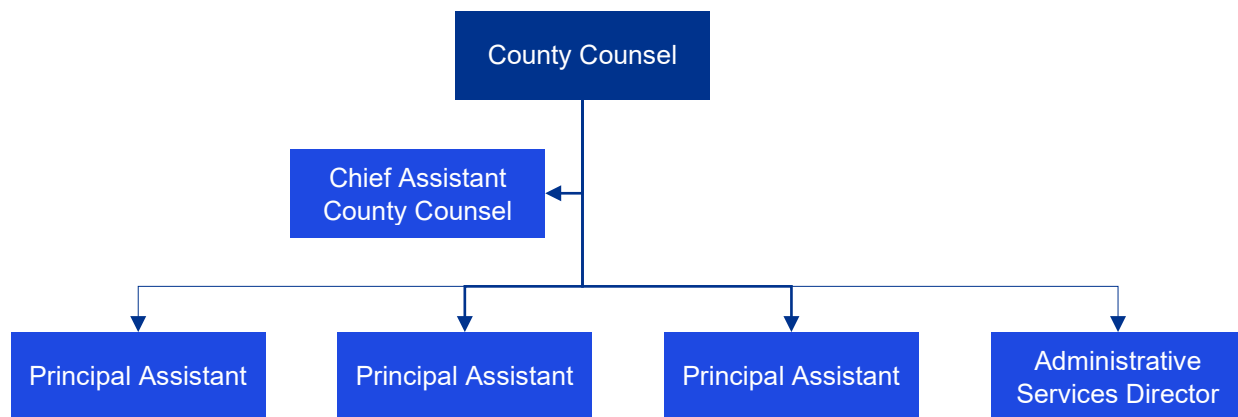 County Counsel
Chief Assistant
County Counsel
Principal Assistant
Principal Assistant
Principal Assistant
Administrative
Services Director